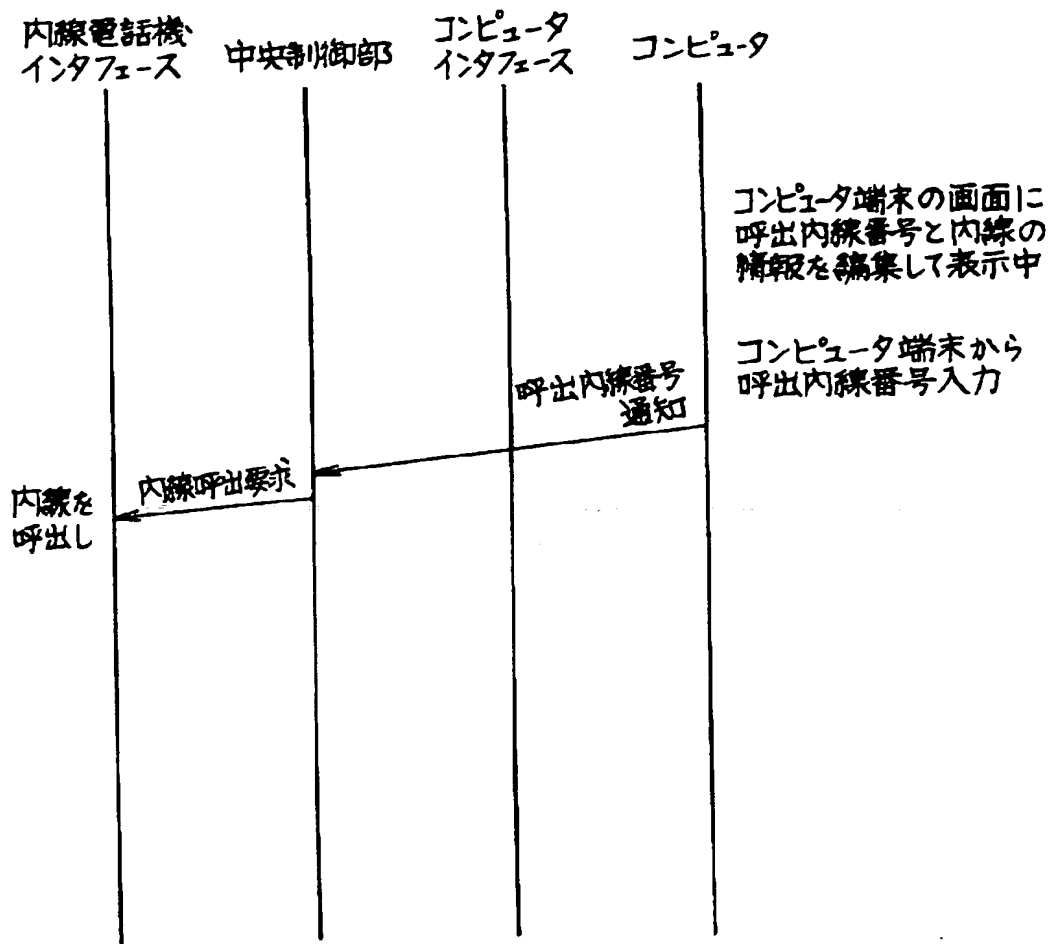 内線電話機
インタフェース
中央制御部
コンピュータ
インタフェース
コンピュータ
コンピュータ端末の画面に
呼出内線番号と内線の
情報を編集して表示中
コンピュータ端末から
呼出内線番号入力
呼出内線番号
通知
内線呼出要求
内線を
呼出し